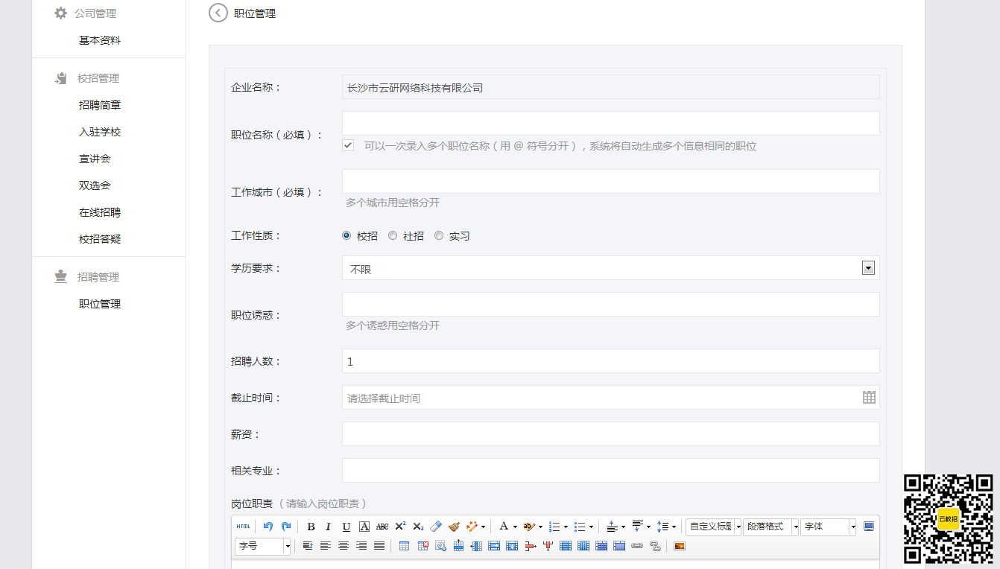 公司管理
基本资料
校招管理
招聘简章
入驻学校
宣讲会
双选会
在线招聘
校招答疑
招聘管理
职位管理
职位管理
企业名称：
长沙市云研网络科技有限公司
职位名称（必填）：
可以一次录入多个职位名称（用 @ 符号分开），系统将自动生成多个信息相同的职位
工作城市（必填）：
多个城市用空格分开
工作性质： 校招 社招 实习
学历要求： 不限
职位诱惑：
多个诱惑用空格分开
招聘人数： 1
截止时间： 请选择截止时间
薪资：
相关专业：
岗位职责 （请输入岗位职责）
HTML B I U A ABC X² X₂ A ab 自定义标题 段落格式 字体
字号
云校招